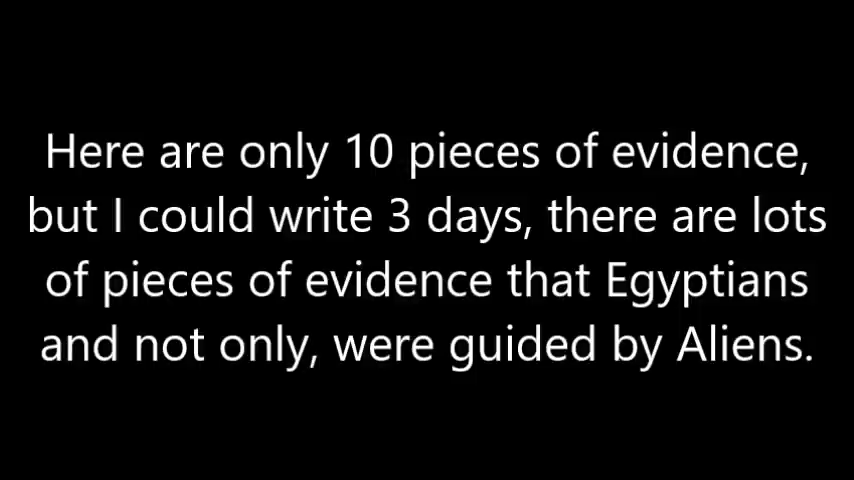 Here are only 10 pieces of evidence,
but I could write 3 days, there are lots
of pieces of evidence that Egyptians
and not only, were guided by Aliens.